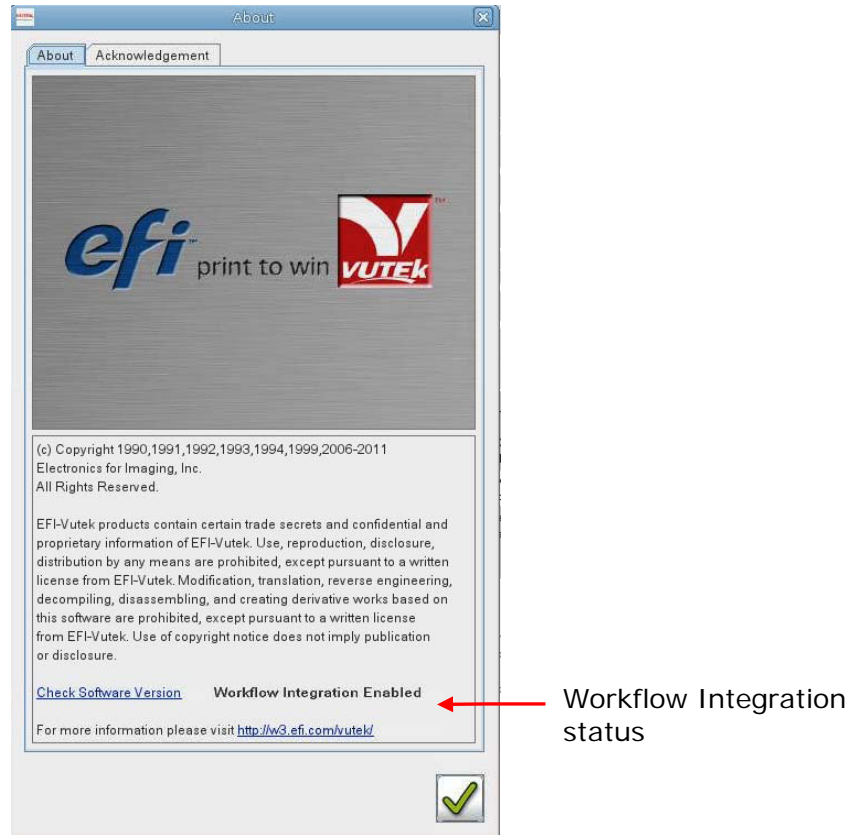 About
About Acknowledgement
efi™ print to win VUTEk™
(c) Copyright 1990,1991,1992,1993,1994,1999,2006-2011
Electronics for Imaging, Inc.
All Rights Reserved.
EFI-Vutek products contain certain trade secrets and confidential and
proprietary information of EFI-Vutek. Use, reproduction, disclosure,
distribution by any means are prohibited, except pursuant to a written
license from EFI-Vutek. Modification, translation, reverse engineering,
decompiling, disassembling, and creating derivative works based on
this software are prohibited, except pursuant to a written license
from EFI-Vutek. Use of copyright notice does not imply publication
or disclosure.
Check Software Version Workflow Integration Enabled
For more information please visit http://w3.efi.com/vutek/
Workflow Integration
status